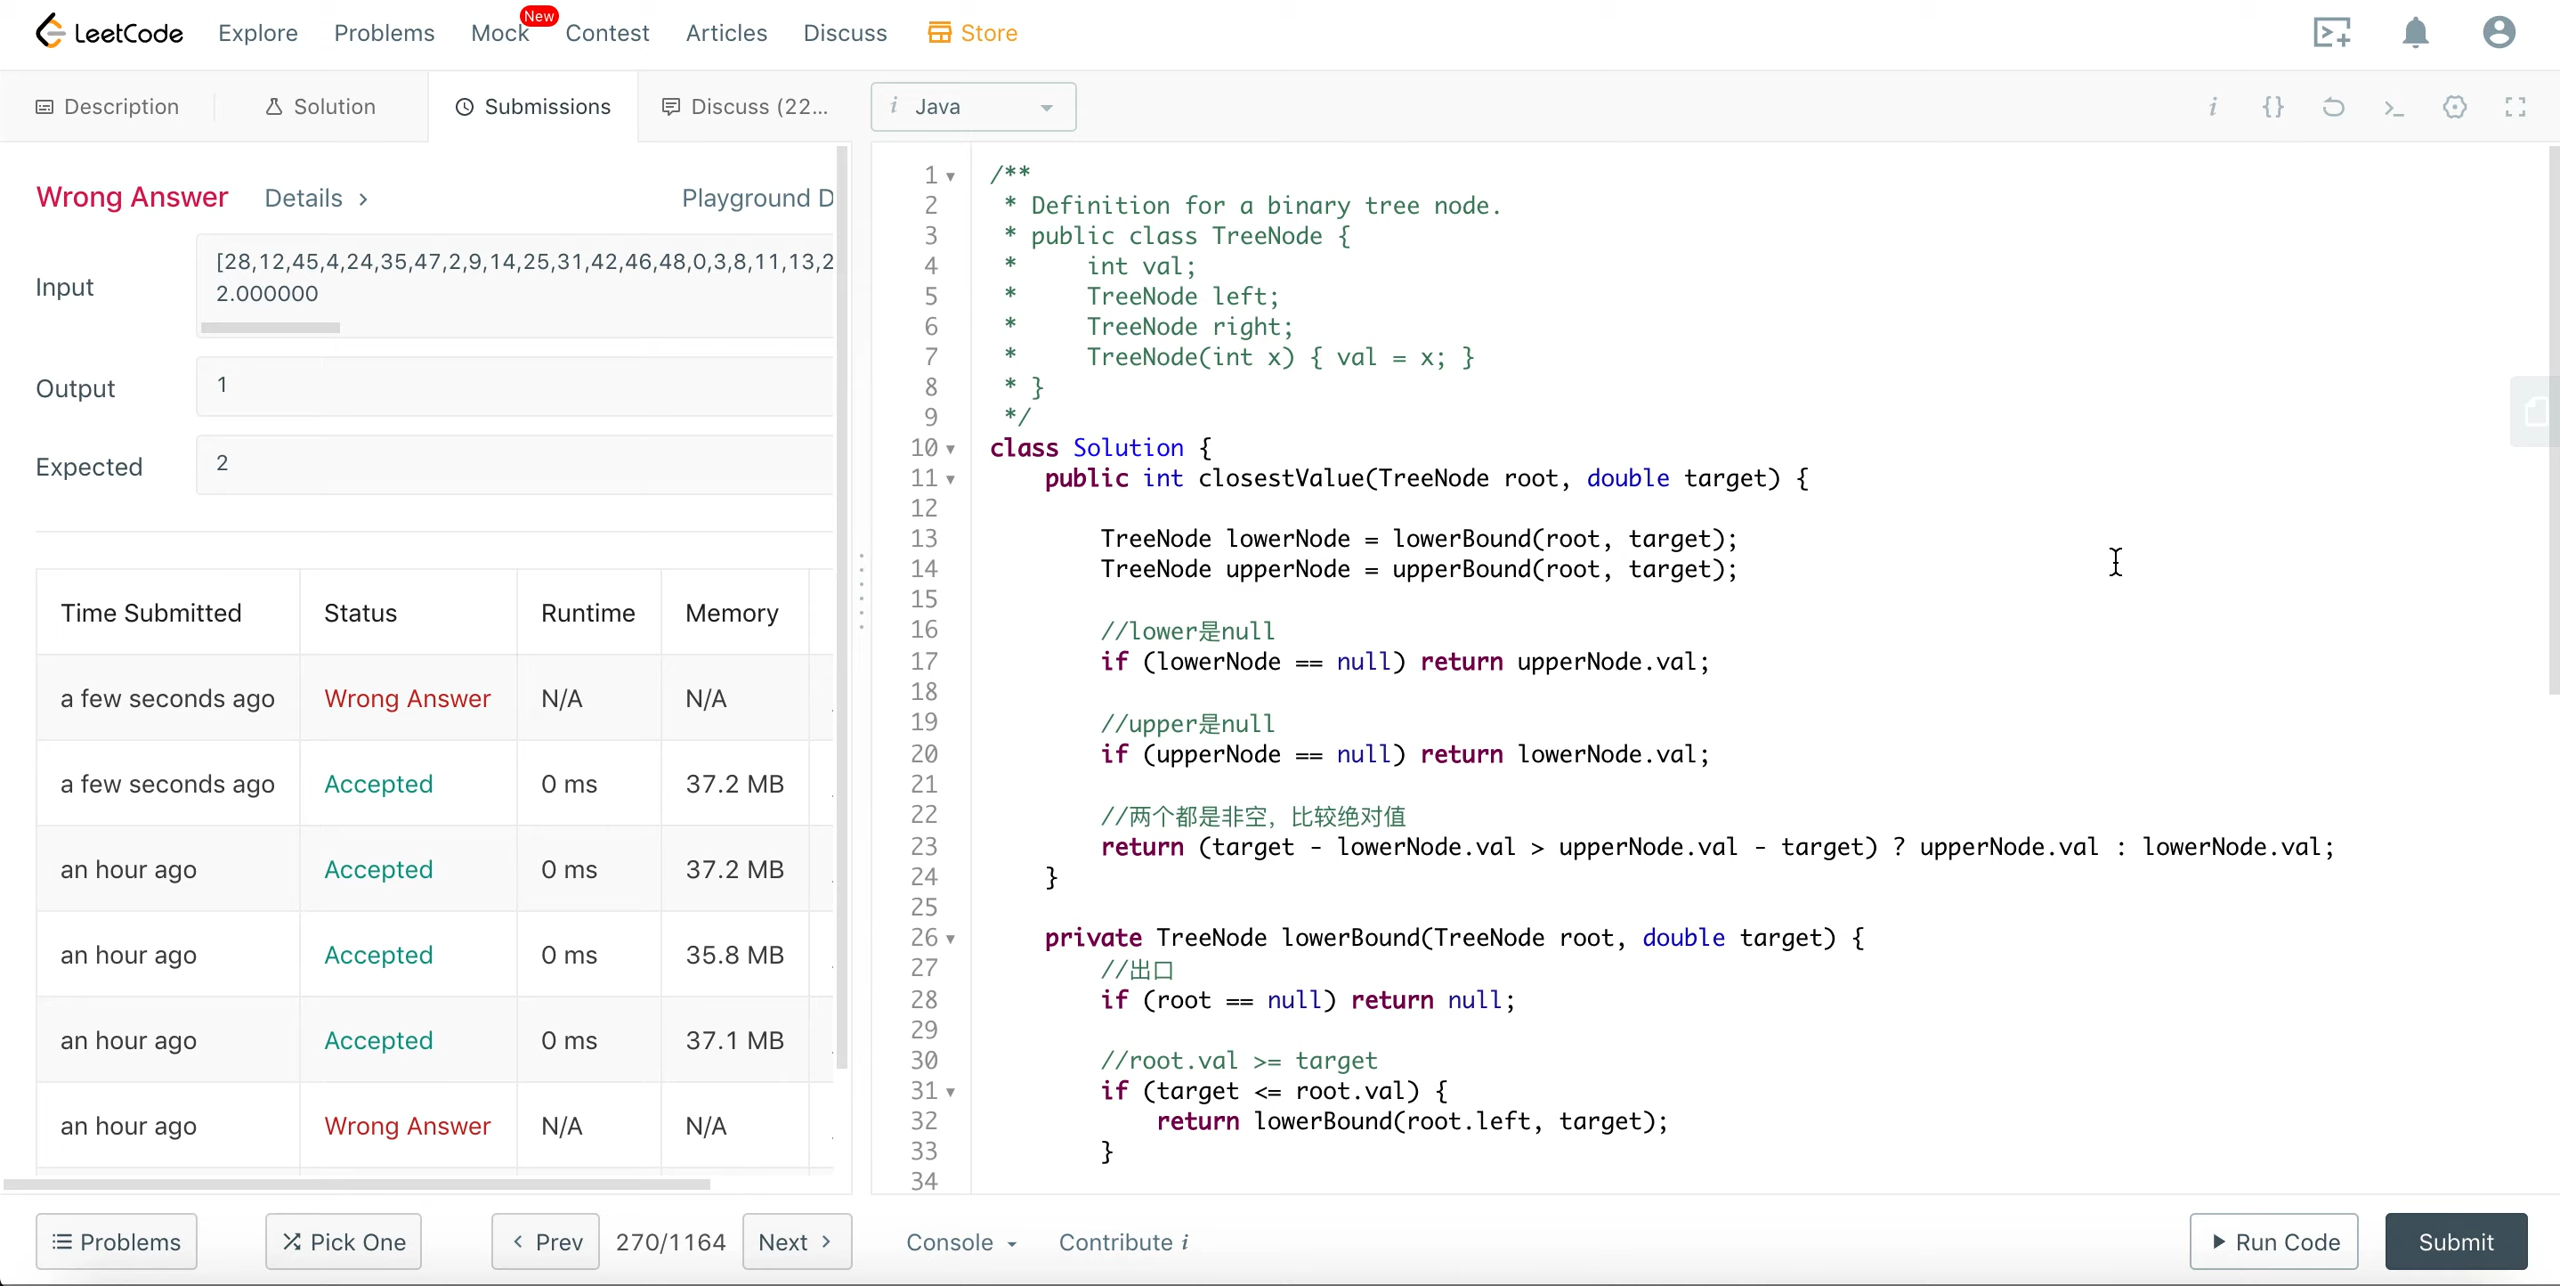 LeetCode Explore Problems Mock New Contest Articles Discuss Store
Description Solution Submissions Discuss (22... i Java
Wrong Answer Details > Playground D
Input
[28,12,45,4,24,35,47,2,9,14,25,31,42,46,48,0,3,8,11,13,2
2.000000
Output 1
Expected 2
Time Submitted Status Runtime Memory
a few seconds ago Wrong Answer N/A N/A
a few seconds ago Accepted 0 ms 37.2 MB
an hour ago Accepted 0 ms 37.2 MB
an hour ago Accepted 0 ms 35.8 MB
an hour ago Accepted 0 ms 37.1 MB
an hour ago Wrong Answer N/A N/A
1 /**
2 * Definition for a binary tree node.
3 * public class TreeNode {
4 * int val;
5 * TreeNode left;
6 * TreeNode right;
7 * TreeNode(int x) { val = x; }
8 * }
9 */
10 class Solution {
11 public int closestValue(TreeNode root, double target) {
12
13 TreeNode lowerNode = lowerBound(root, target);
14 TreeNode upperNode = upperBound(root, target);
15
16 //lower是null
17 if (lowerNode == null) return upperNode.val;
18
19 //upper是null
20 if (upperNode == null) return lowerNode.val;
21
22 //两个都是非空，比较绝对值
23 return (target - lowerNode.val > upperNode.val - target) ? upperNode.val : lowerNode.val;
24 }
25
26 private TreeNode lowerBound(TreeNode root, double target) {
27 //出口
28 if (root == null) return null;
29
30 //root.val >= target
31 if (target <= root.val) {
32 return lowerBound(root.left, target);
33 }
34
Problems Pick One < Prev 270/1164 Next > Console Contribute i Run Code Submit